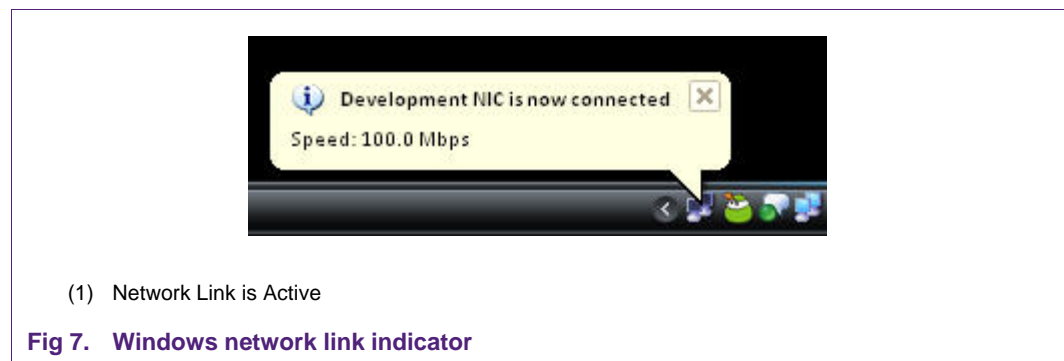 Development NIC is now connected
Speed: 100.0 Mbps
(1) Network Link is Active
Fig 7. Windows network link indicator